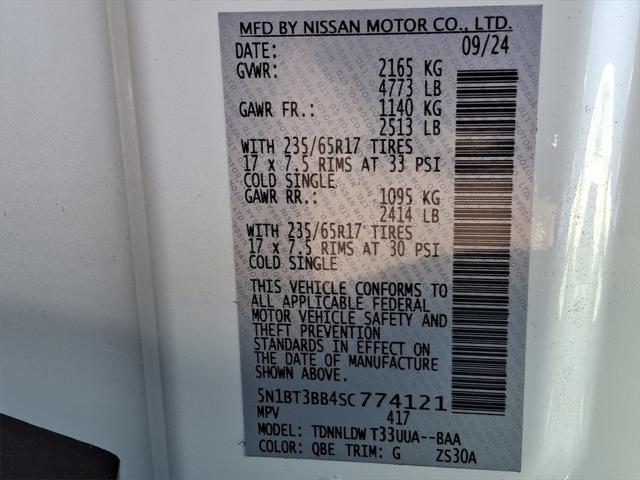 MFD BY NISSAN MOTOR CO., LTD.
DATE: 09/24
GVWR: 2165 KG
4773 LB
GAWR FR.: 1140 KG
2513 LB
WITH 235/65R17 TIRES
17 x 7.5 RIMS AT 33 PSI
COLD SINGLE
GAWR RR.: 1095 KG
2414 LB
WITH 235/65R17 TIRES
17 x 7.5 RIMS AT 30 PSI
COLD SINGLE
THIS VEHICLE CONFORMS TO
ALL APPLICABLE FEDERAL
MOTOR VEHICLE SAFETY AND
THEFT PREVENTION
STANDARDS IN EFFECT ON
THE DATE OF MANUFACTURE
SHOWN ABOVE.
5N1BT3BB4SC774121
MPV 417
MODEL: TDNNLDW T33UUA--BAA
COLOR: QBE TRIM: G ZS30A